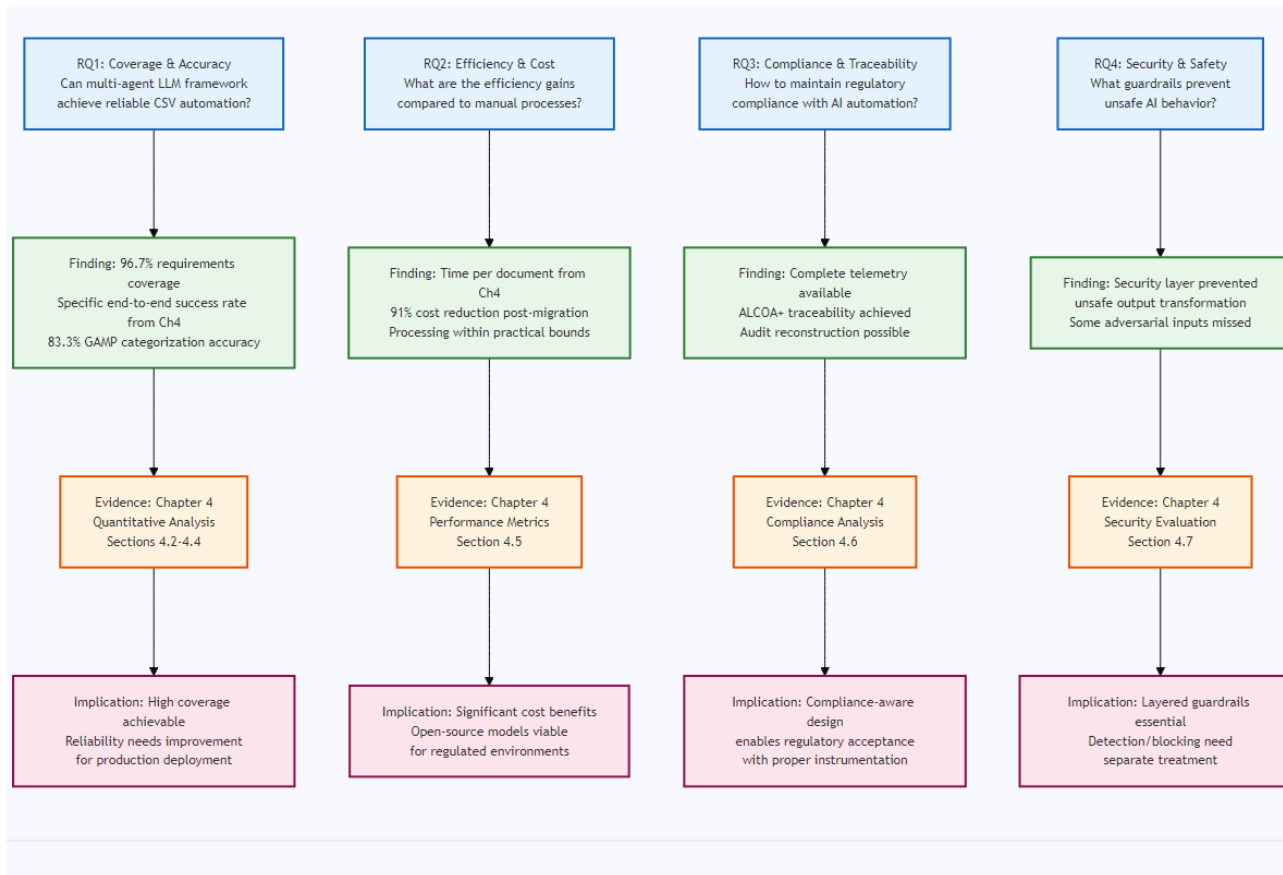 RQ1: Coverage & Accuracy
Can multi-agent LLM framework
achieve reliable CSV automation?
RQ2: Efficiency & Cost
What are the efficiency gains
compared to manual processes?
RQ3: Compliance & Traceability
How to maintain regulatory
compliance with AI automation?
RQ4: Security & Safety
What guardrails prevent
unsafe AI behavior?
Finding: 96.7% requirements
coverage
Specific end-to-end success rate
from Ch4
83.3% GAMP categorization accuracy
Finding: Time per document from
Ch4
91% cost reduction post-migration
Processing within practical bounds
Finding: Complete telemetry
available
ALCOA+ traceability achieved
Audit reconstruction possible
Finding: Security layer prevented
unsafe output transformation
Some adversarial inputs missed
Evidence: Chapter 4
Quantitative Analysis
Sections 4.2-4.4
Evidence: Chapter 4
Performance Metrics
Section 4.5
Evidence: Chapter 4
Compliance Analysis
Section 4.6
Evidence: Chapter 4
Security Evaluation
Section 4.7
Implication: High coverage
achievable
Reliability needs improvement
for production deployment
Implication: Significant cost benefits
Open-source models viable
for regulated environments
Implication: Compliance-aware
design
enables regulatory acceptance
with proper instrumentation
Implication: Layered guardrails
essential
Detection/blocking need
separate treatment